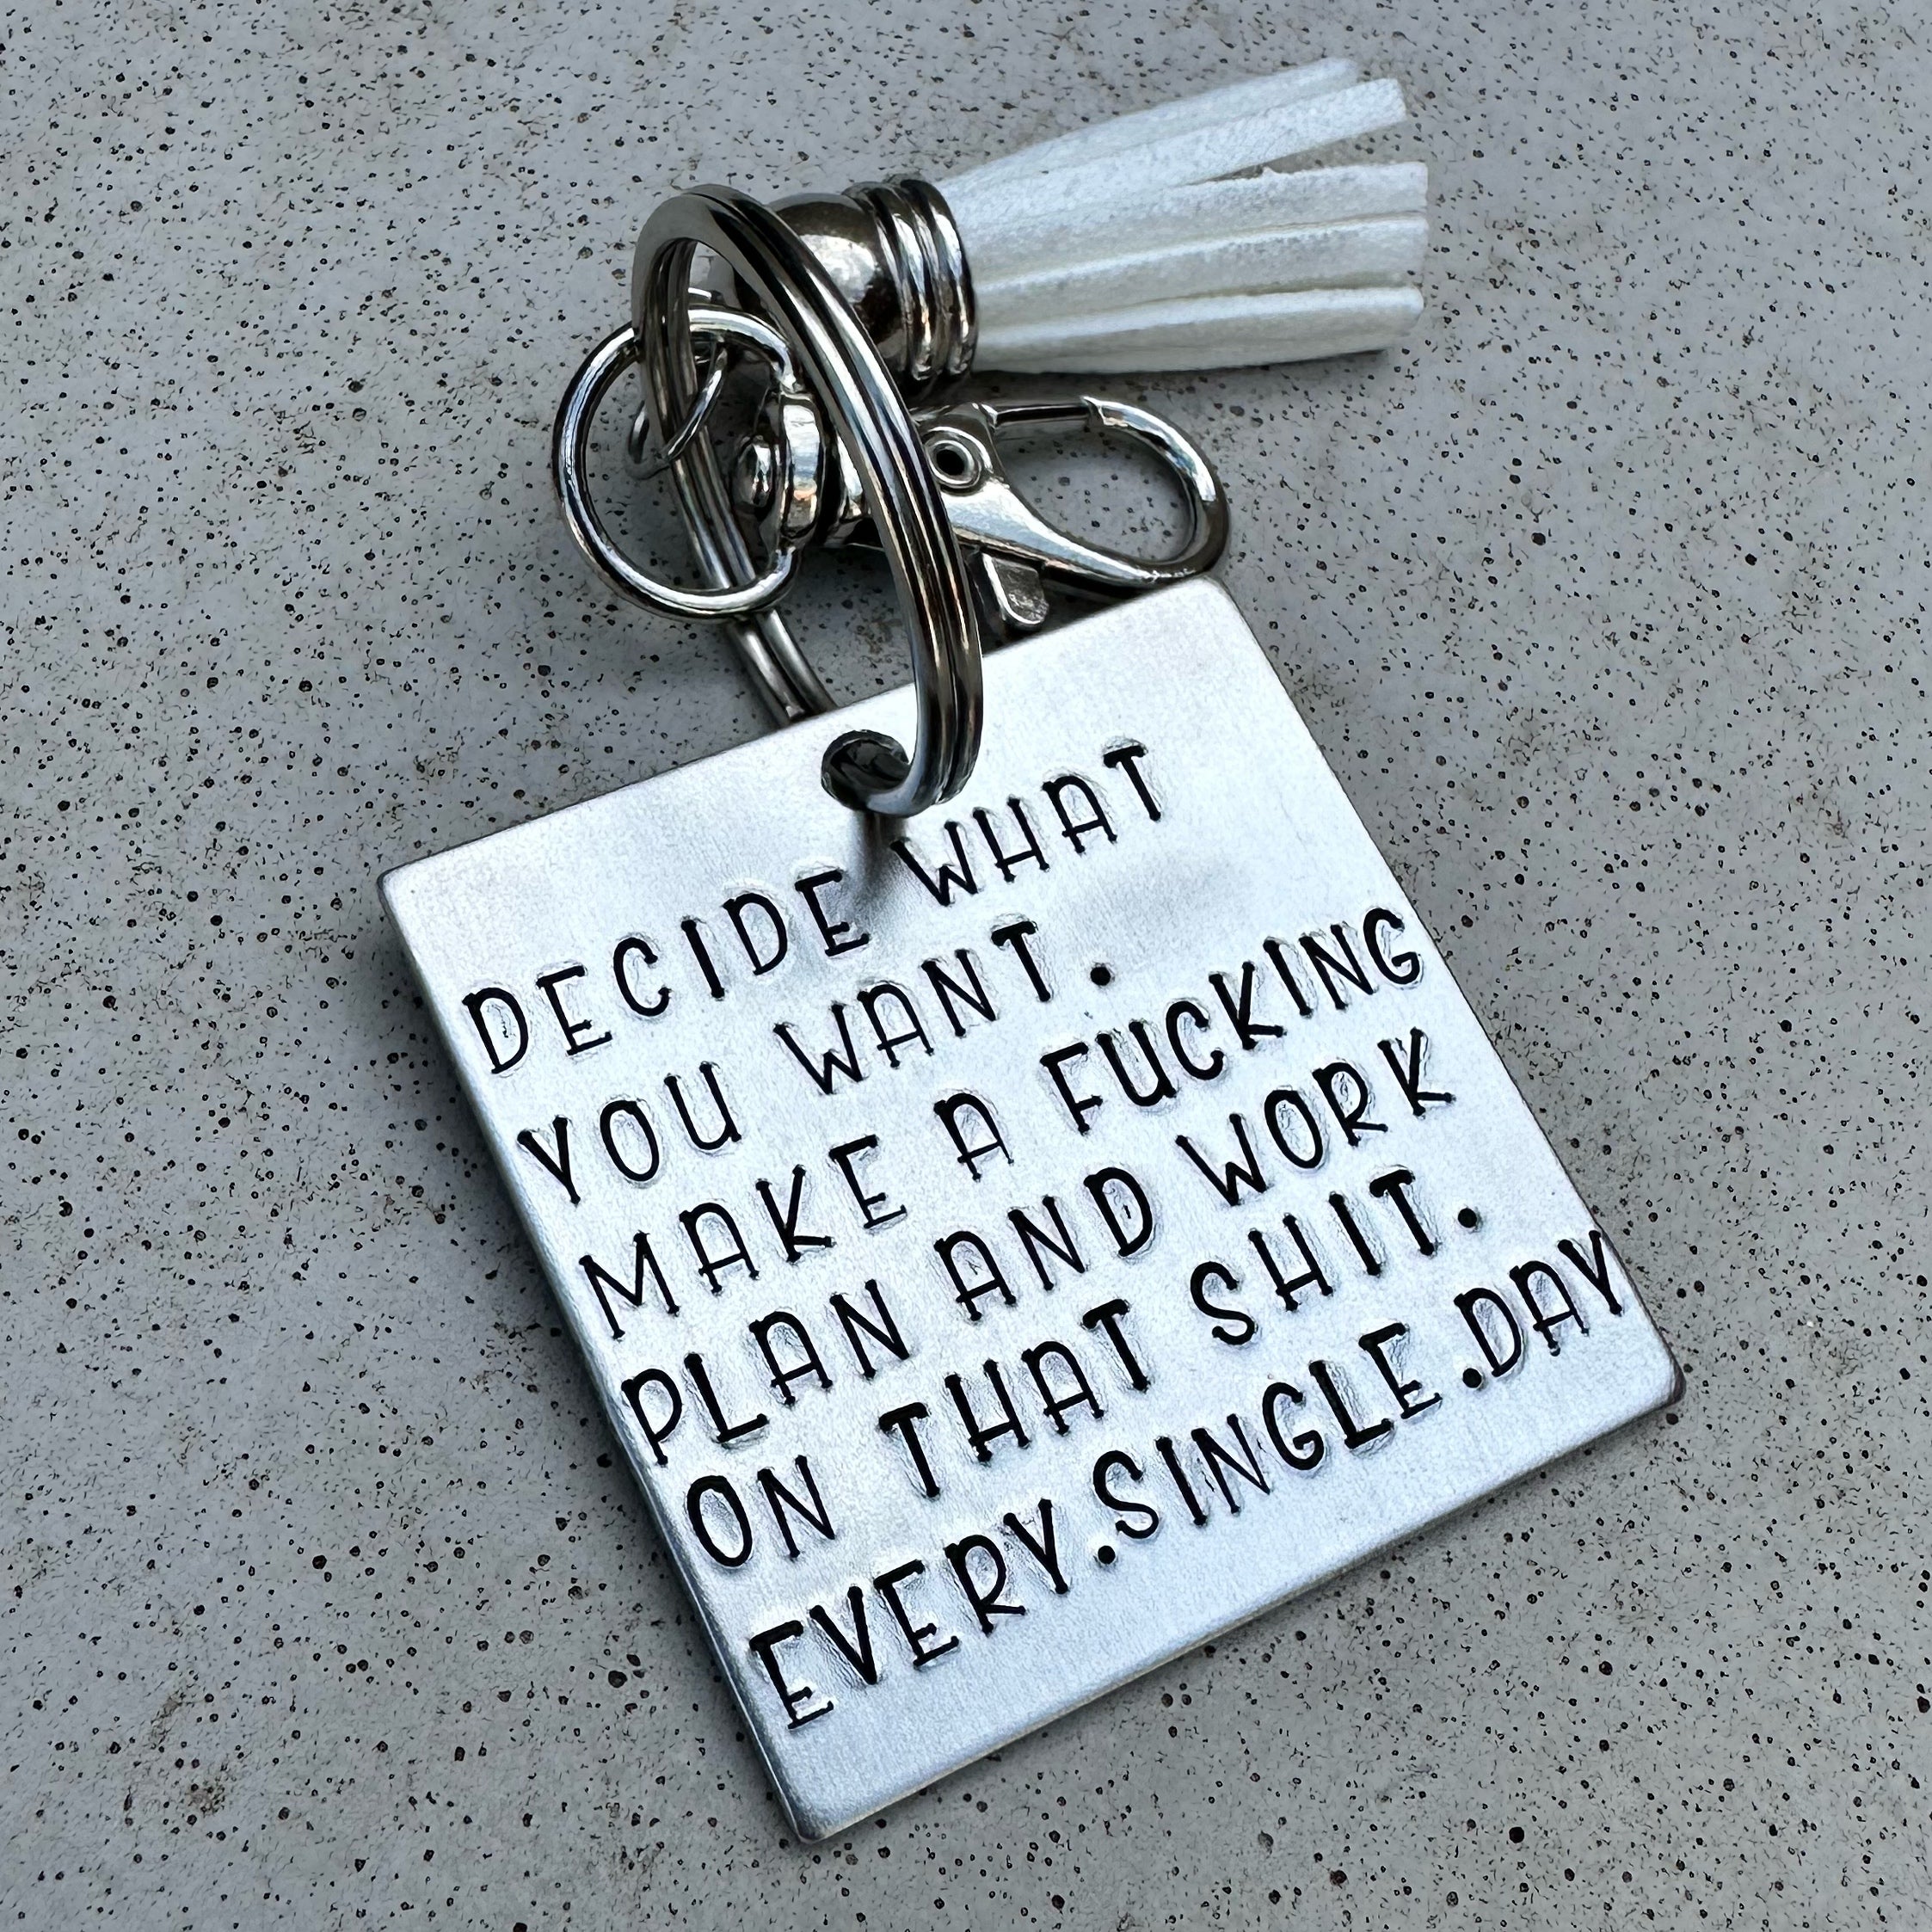 DECIDE WHAT
YOU WANT.
MAKE A FUCKING
PLAN AND WORK
ON THAT SHIT.
EVERY.SINGLE.DAY